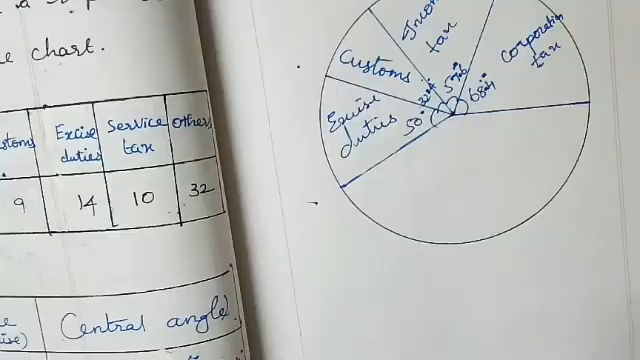 e chart.
stoms Excise duties Service tax Others
9 14 10 32
Central angle
Income tax
Corporation tax
Customs
Excise duties
50°